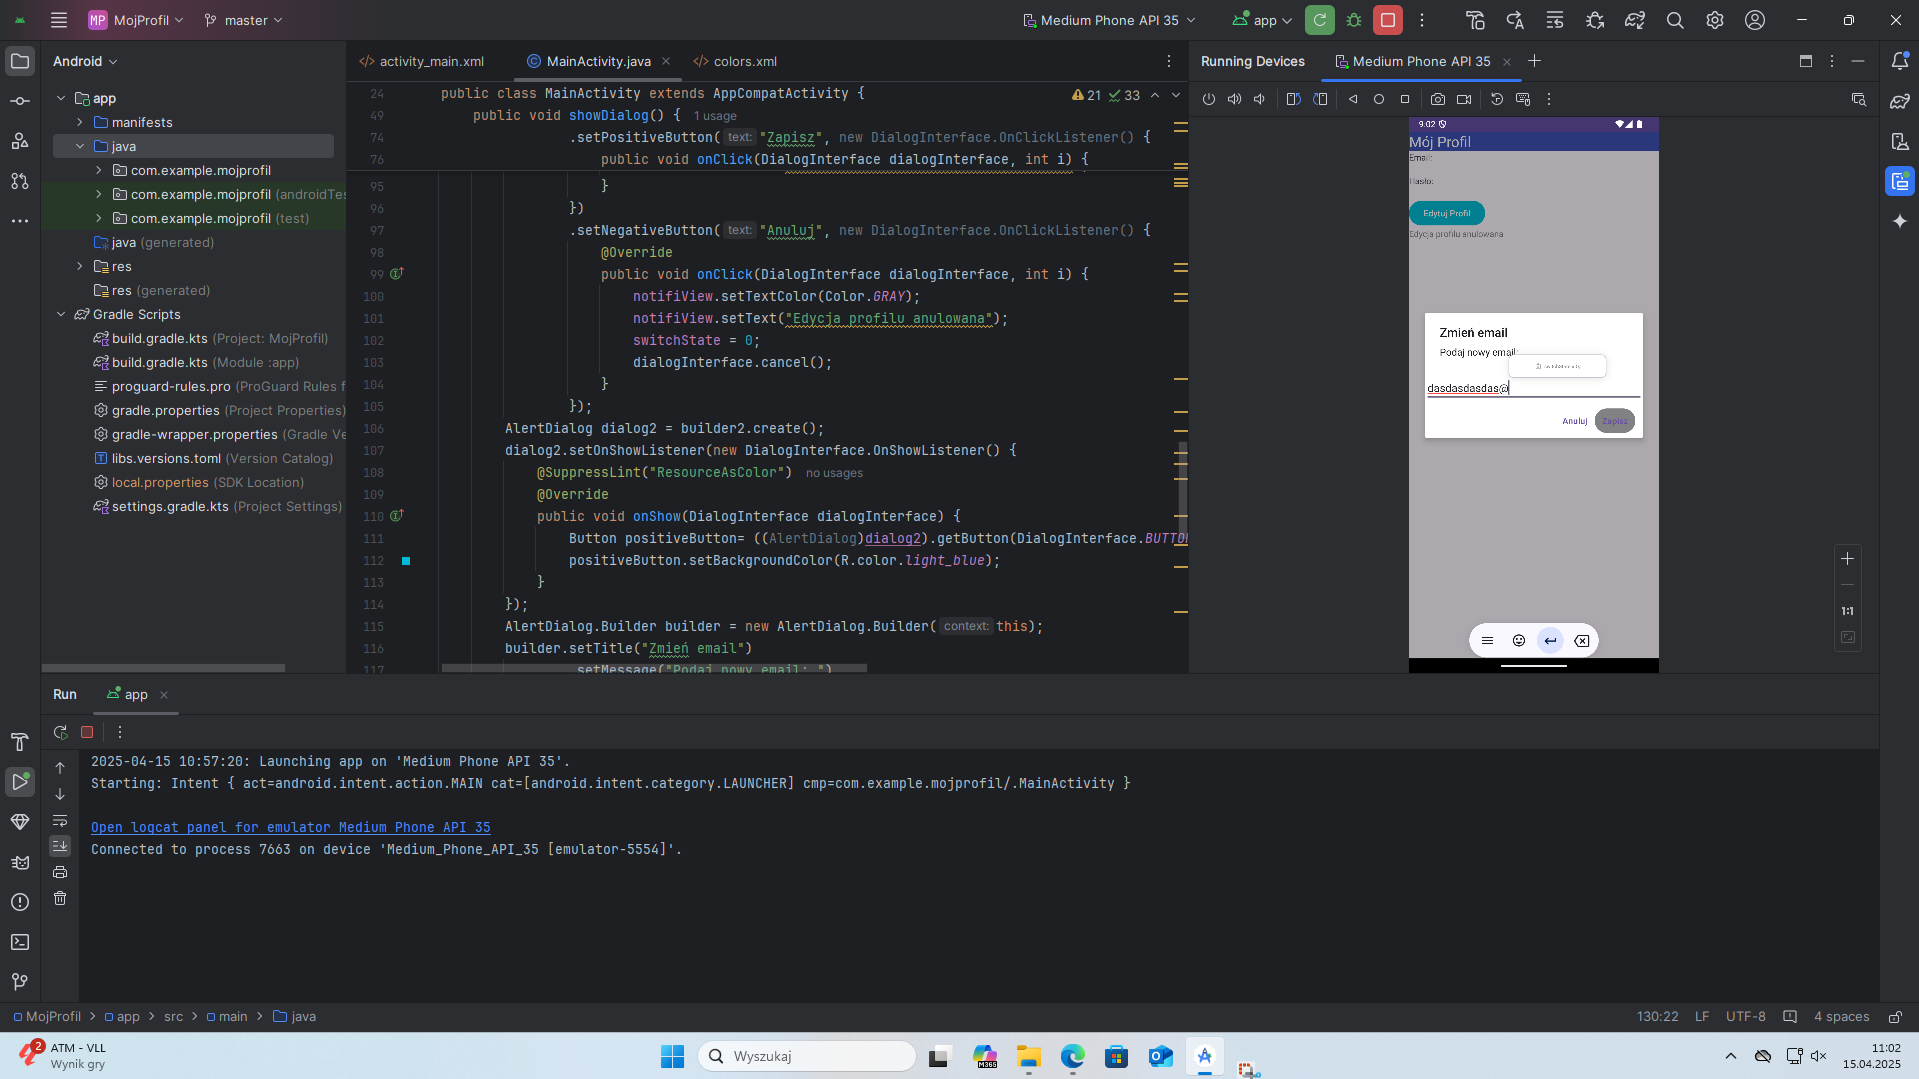 MP MojProfil master Medium Phone API 35 app
Android
app
manifests
java
com.example.mojprofil
com.example.mojprofil (androidTes
com.example.mojprofil (test)
java (generated)
res
res (generated)
Gradle Scripts
build.gradle.kts (Project: MojProfil)
build.gradle.kts (Module :app)
proguard-rules.pro (ProGuard Rules f
gradle.properties (Project Properties)
gradle-wrapper.properties (Gradle Ve
libs.versions.toml (Version Catalog)
local.properties (SDK Location)
settings.gradle.kts (Project Settings)
activity_main.xml MainActivity.java colors.xml
21 33
24 public class MainActivity extends AppCompatActivity {
49 public void showDialog() { 1 usage
74 .setPositiveButton( text: "Zapisz", new DialogInterface.OnClickListener() {
76 public void onClick(DialogInterface dialogInterface, int i) {
95 }
96 })
97 .setNegativeButton( text: "Anuluj", new DialogInterface.OnClickListener() {
98 @Override
99 public void onClick(DialogInterface dialogInterface, int i) {
100 notifiView.setTextColor(Color.GRAY);
101 notifiView.setText("Edycja profilu anulowana");
102 switchState = 0;
103 dialogInterface.cancel();
104 }
105 });
106 AlertDialog dialog2 = builder2.create();
107 dialog2.setOnShowListener(new DialogInterface.OnShowListener() {
108 @SuppressLint("ResourceAsColor") no usages
109 @Override
110 public void onShow(DialogInterface dialogInterface) {
111 Button positiveButton= ((AlertDialog)dialog2).getButton(DialogInterface.BUTTON
112 positiveButton.setBackgroundColor(R.color.light_blue);
113 }
114 });
115 AlertDialog.Builder builder = new AlertDialog.Builder( context: this);
116 builder.setTitle("Zmień email")
117 .setMessage("Podaj nowy email: ")
Running Devices Medium Phone API 35
9:02
Mój Profil
Email:
Hasło:
Edytuj Profil
Edycja profilu anulowana
Zmień email
Podaj nowy email:
dasdasdasdas@
Anuluj Zapisz
1:1
Run app
2025-04-15 10:57:20: Launching app on 'Medium Phone API 35'.
Starting: Intent { act=android.intent.action.MAIN cat=[android.intent.category.LAUNCHER] cmp=com.example.mojprofil/.MainActivity }
Open logcat panel for emulator Medium Phone API 35
Connected to process 7663 on device 'Medium_Phone_API_35 [emulator-5554]'.
MojProfil > app > src > main > java
130:22 LF UTF-8 4 spaces
2 ATM - VLL
Wynik gry
Wyszukaj
M365
11:02
15.04.2025